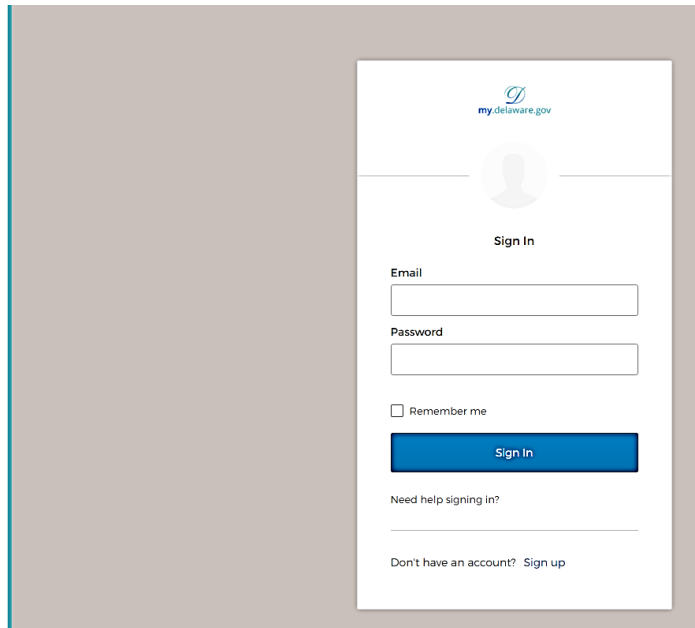 D
my.delaware.gov
Sign In
Email
Password
Remember me
Sign In
Need help signing in?
Don't have an account? Sign up